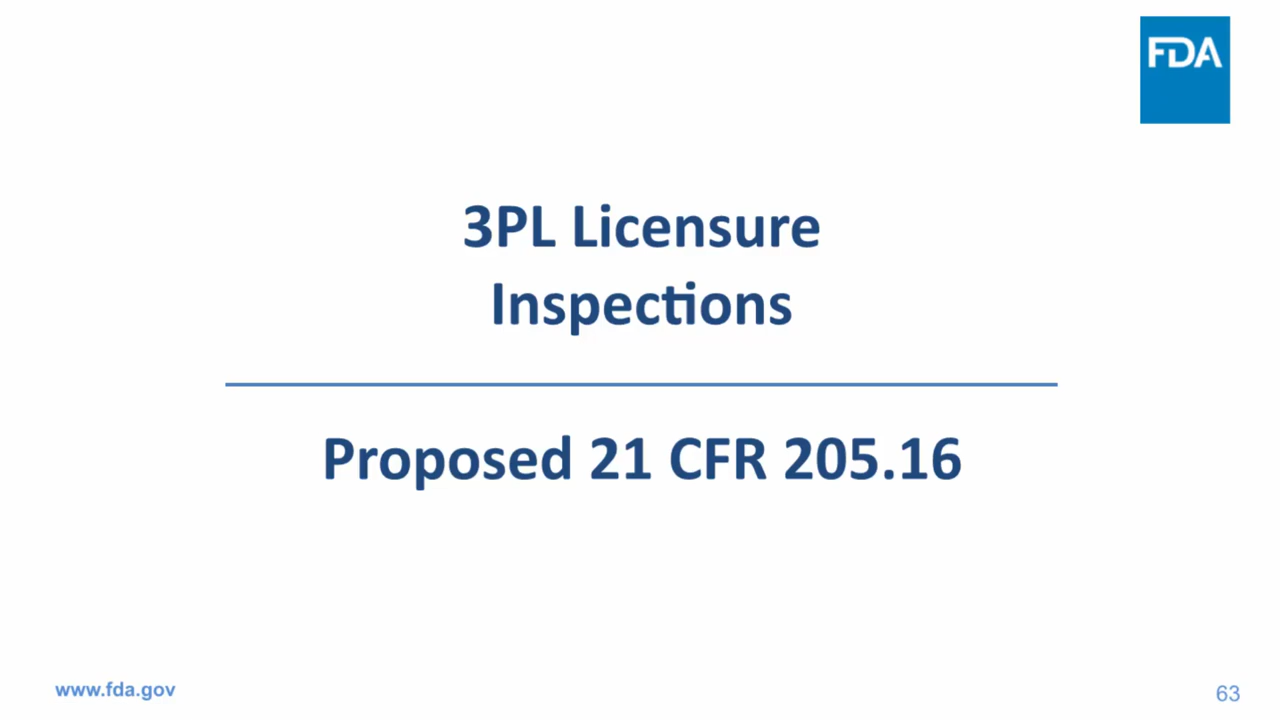 FDA
3PL Licensure
Inspections
Proposed 21 CFR 205.16
www.fda.gov
63